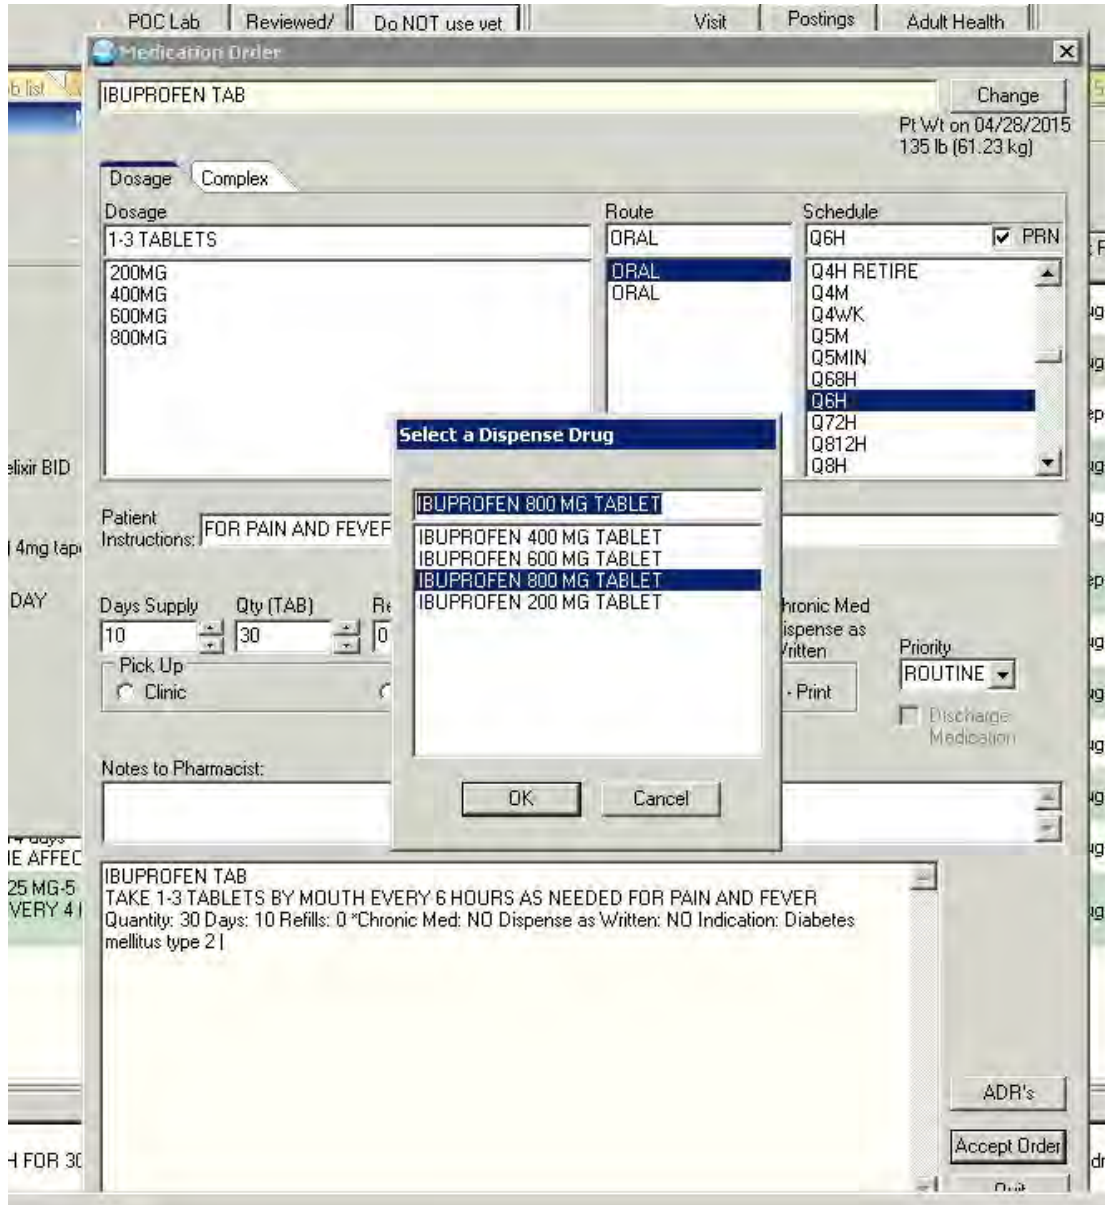 POC Lab Reviewed/ Do NOT use yet Visit Postings Adult Health
Medication Order
IBUPROFEN TAB
Change
Pt Wt on 04/28/2015
135 lb (61.23 kg)
Dosage Complex
Dosage Route Schedule
1-3 TABLETS ORAL Q6H PRN
200MG
400MG
600MG
800MG
ORAL
ORAL
Q4H RETIRE
Q4M
Q4WK
Q5M
Q5MIN
Q68H
Q6H
Q72H
Q812H
Q8H
elixir BID
4mg
DAY
Select a Dispense Drug
IBUPROFEN 800 MG TABLET
IBUPROFEN 400 MG TABLET
IBUPROFEN 600 MG TABLET
IBUPROFEN 800 MG TABLET
IBUPROFEN 200 MG TABLET
OK Cancel
Patient
Instructions: FOR PAIN AND FEVER
Days Supply Qty (TAB)
10 30 0
Pick Up
Clinic
Med
as
- Print
Priority
ROUTINE
Discharge
Medication
Notes to Pharmacist:
days
25 MG-5
IBUPROFEN TAB
TAKE 1-3 TABLETS BY MOUTH EVERY 6 HOURS AS NEEDED FOR PAIN AND FEVER
Quantity: 30 Days: 10 Refills: 0 *Chronic Med: NO Dispense as Written: NO Indication: Diabetes
mellitus type 2
ADR's
Accept Order
FOR 30